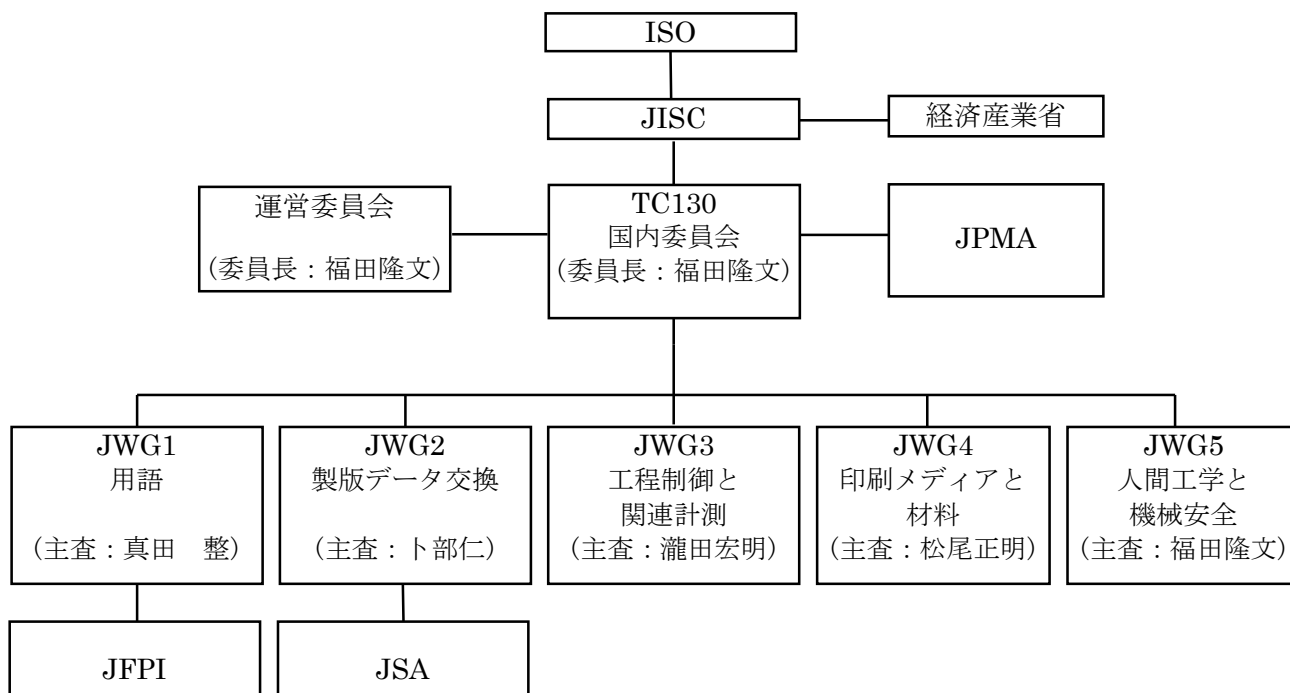 ISO
JISC
経済産業省
運営委員会
(委員長：福田隆文)
TC130
国内委員会
(委員長：福田隆文)
JPMA
JWG1
用語
(主査：真田　整)
JWG2
製版データ交換
(主査：卜部仁)
JWG3
工程制御と
関連計測
(主査：瀧田宏明)
JWG4
印刷メディアと
材料
(主査：松尾正明)
JWG5
人間工学と
機械安全
(主査：福田隆文)
JFPI
JSA